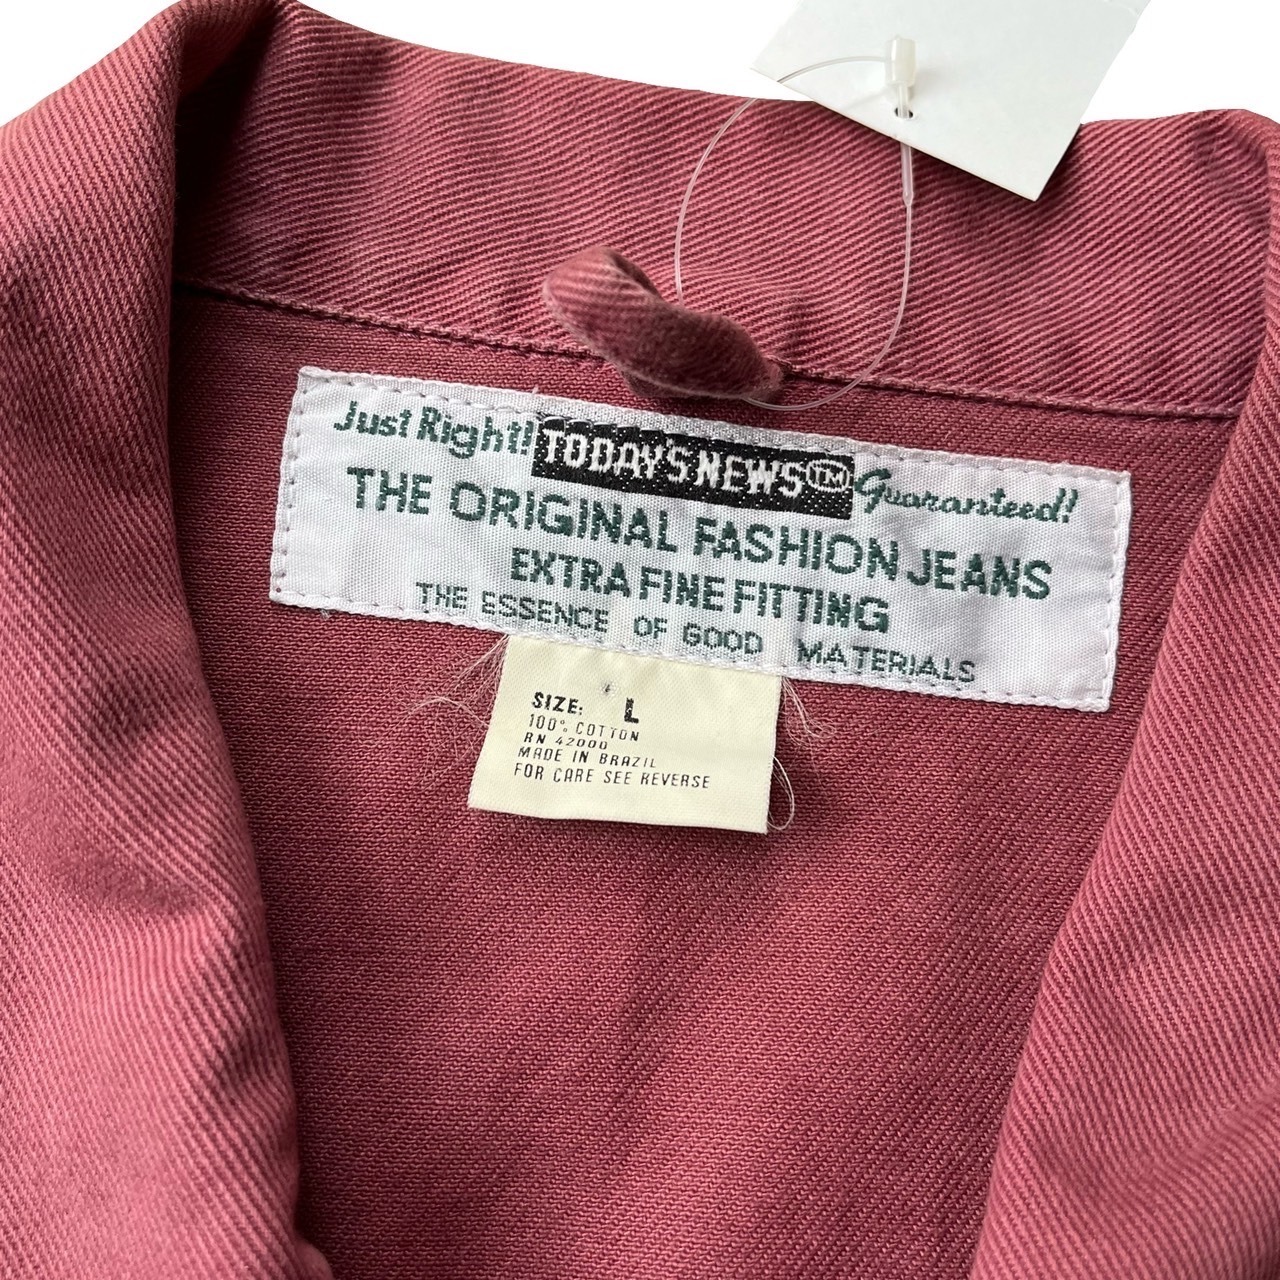 Just Right! TODAY'S NEWS TM Guaranteed!
THE ORIGINAL FASHION JEANS
EXTRA FINE FITTING
THE ESSENCE OF GOOD MATERIALS
SIZE: L
100% COTTON
RN 42000
MADE IN BRAZIL
FOR CARE SEE REVERSE